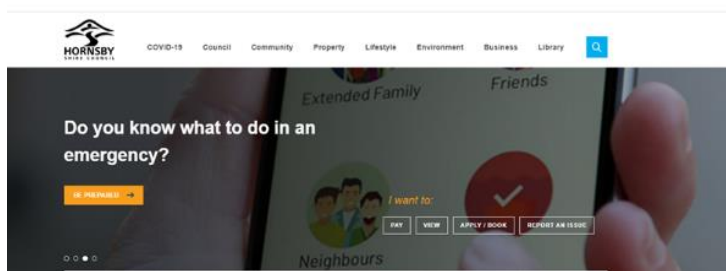 HORNSBY
SHIRE COUNCIL
COVID-19 Council Community Property Lifestyle Environment Business Library
Extended Family
Friends
Do you know what to do in an
emergency?
BE PREPARED →
I want to:
PAY VIEW APPLY / BOOK REPORT AN ISSUE
Neighbours